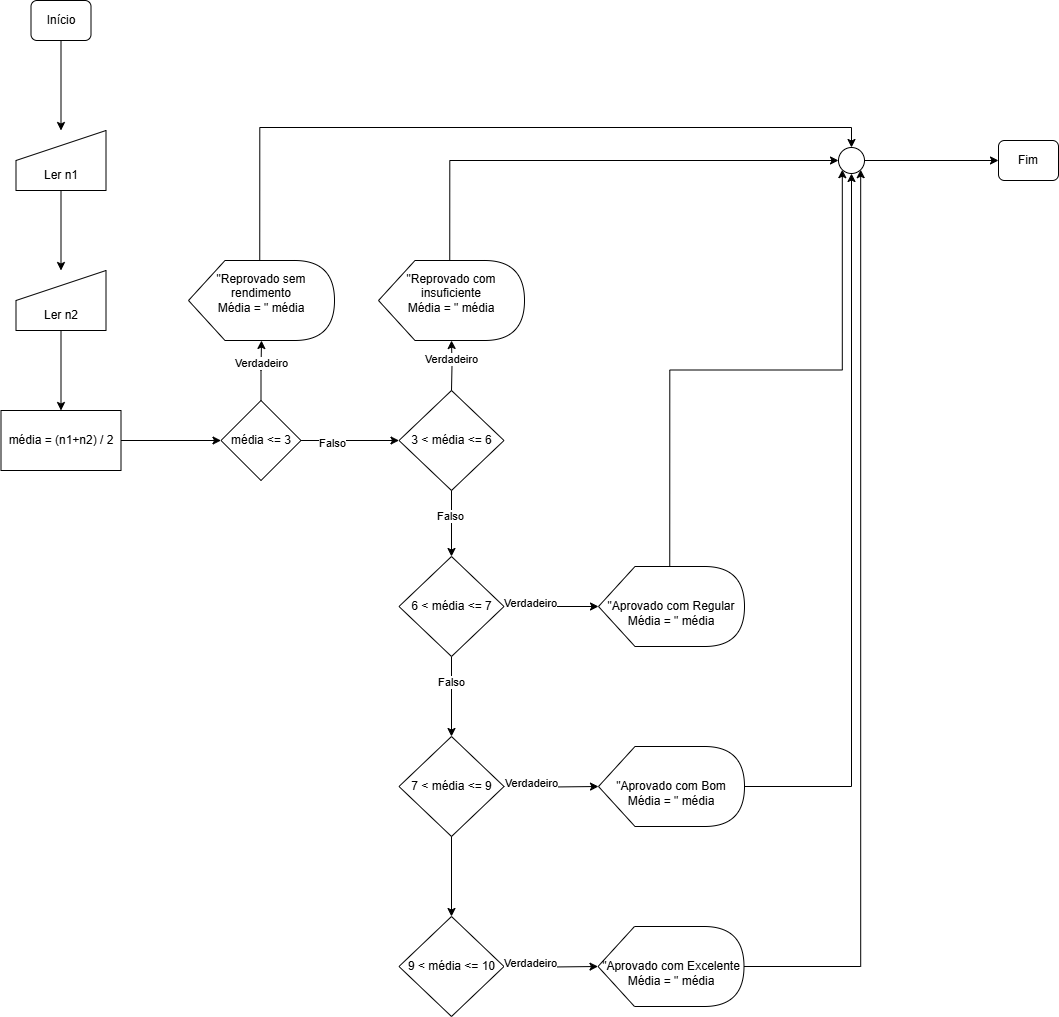 Início
Ler n1
Ler n2
média = (n1+n2) / 2
média <= 3
Verdadeiro
"Reprovado sem
rendimento
Média = " média
Falso
3 < média <= 6
Verdadeiro
"Reprovado com
insuficiente
Média = " média
Falso
6 < média <= 7
Verdadeiro
"Aprovado com Regular
Média = " média
Falso
7 < média <= 9
Verdadeiro
"Aprovado com Bom
Média = " média
9 < média <= 10
Verdadeiro
"Aprovado com Excelente
Média = " média
Fim